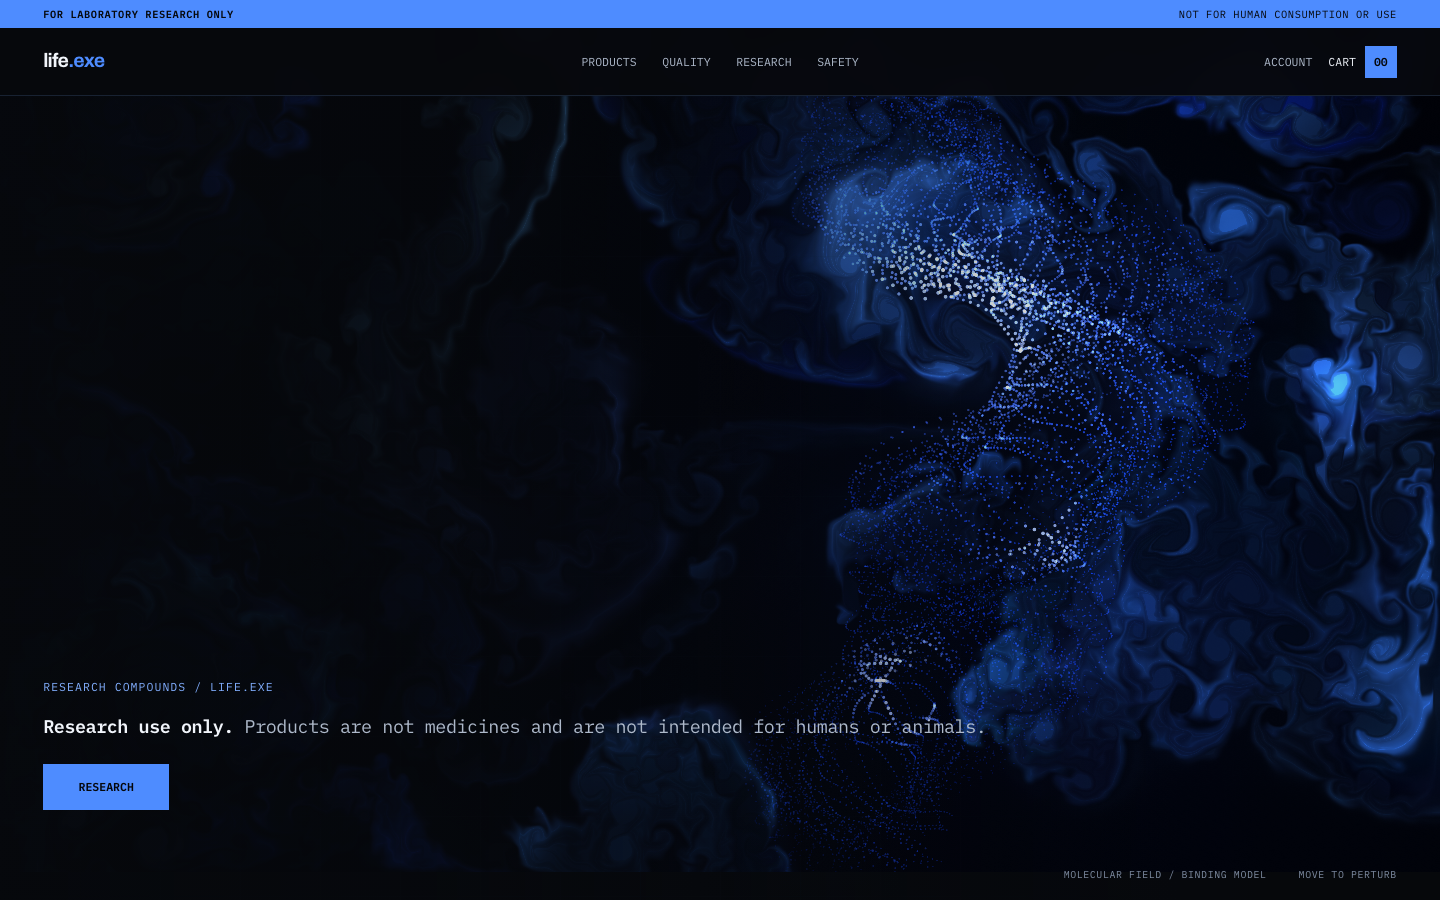 FOR LABORATORY RESEARCH ONLY
NOT FOR HUMAN CONSUMPTION OR USE
life.exe
PRODUCTS QUALITY RESEARCH SAFETY
ACCOUNT CART 00
RESEARCH COMPOUNDS / LIFE.EXE
Research use only. Products are not medicines and are not intended for humans or animals.
RESEARCH
MOLECULAR FIELD / BINDING MODEL MOVE TO PERTURB